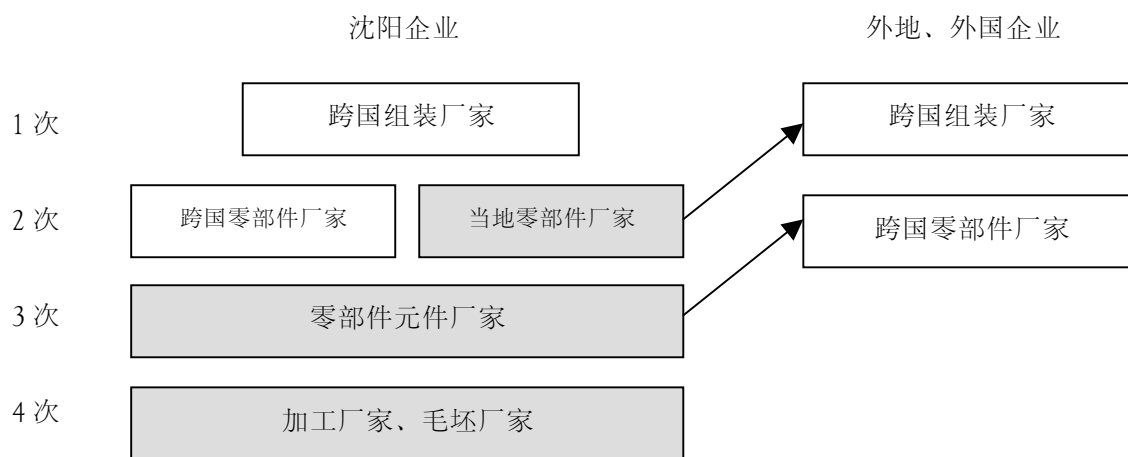 沈阳企业
外地、外国企业
1 次
跨国组装厂家
跨国组装厂家
2 次
跨国零部件厂家
当地零部件厂家
跨国零部件厂家
3 次
零部件元件厂家
4 次
加工厂家、毛坯厂家